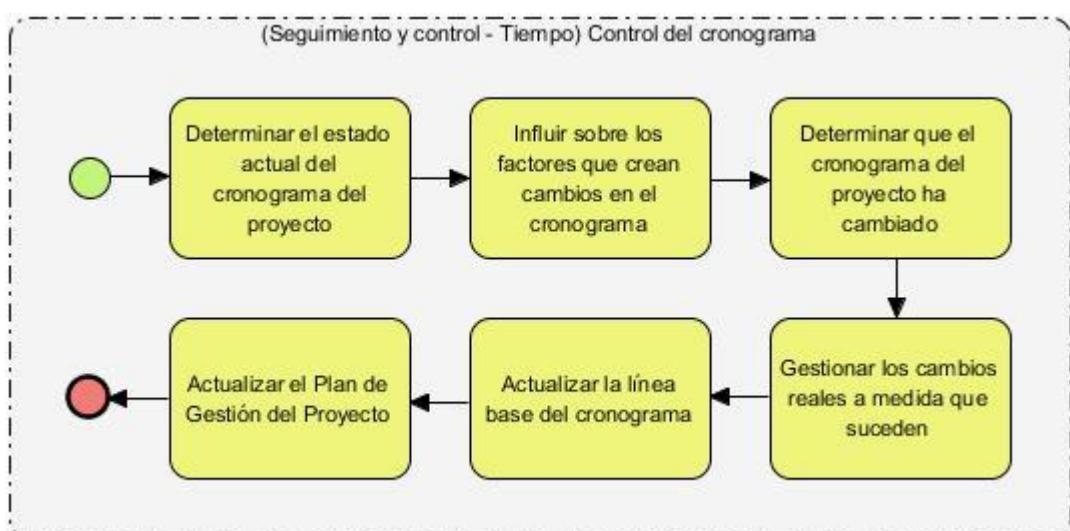 (Seguimiento y control - Tiempo) Control del cronograma
Determinar el estado
actual del
cronograma del
proyecto
Influir sobre los
factores que crean
cambios en el
cronograma
Determinar que el
cronograma del
proyecto ha
cambiado
Gestionar los cambios
reales a medida que
suceden
Actualizar la línea
base del cronograma
Actualizar el Plan de
Gestión del Proyecto